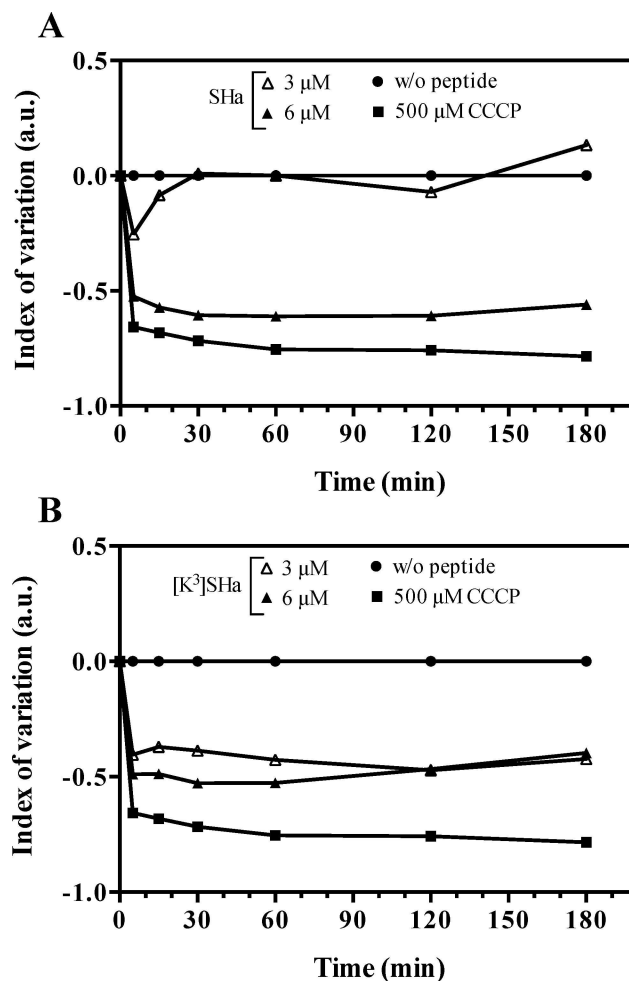 A
0.5
0.0
-0.5
-1.0
Index of variation (a.u.)
SHa
3 μM
6 μM
w/o peptide
500 μM CCCP
0 30 60 90 120 150 180
Time (min)
B
0.5
0.0
-0.5
-1.0
Index of variation (a.u.)
[K³]SHa
3 μM
6 μM
w/o peptide
500 μM CCCP
0 30 60 90 120 150 180
Time (min)